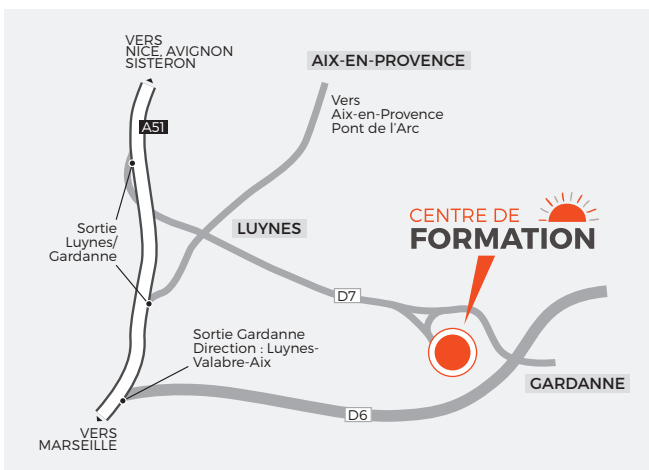 VERS
NICE, AVIGNON
SISTERON
AIX-EN-PROVENCE
Vers
Aix-en-Provence
Pont de l'Arc
A51
CENTRE DE
FORMATION
Sortie
Luynes/
Gardanne
LUYNES
D7
Sortie Gardanne
Direction : Luynes-
Valabre-Aix
GARDANNE
D6
VERS
MARSEILLE